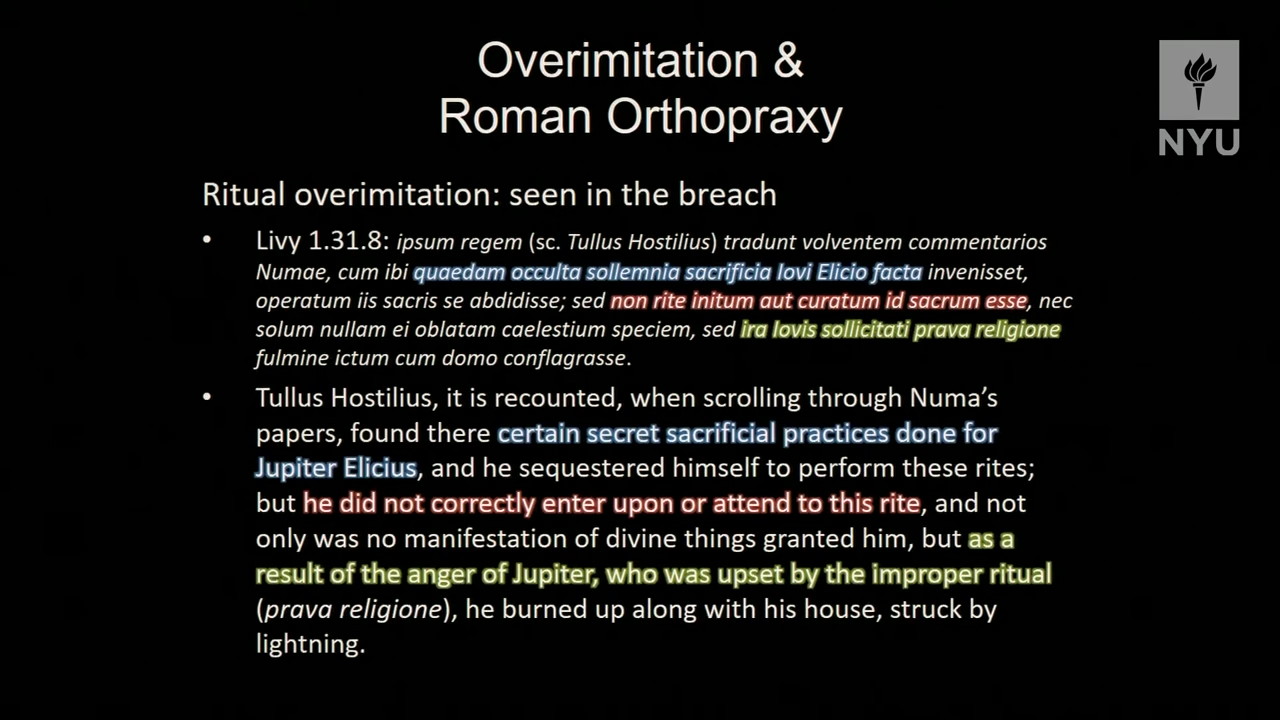 Overimitation &
Roman Orthopraxy
NYU
Ritual overimitation: seen in the breach
• Livy 1.31.8: ipsum regem (sc. Tullus Hostilius) tradunt volventem commentarios
Numae, cum ibi quaedam occulta sollemnia sacrificia Iovi Elicio facta invenisset,
operatum iis sacris se abdidisse; sed non rite initum aut curatum id sacrum esse, nec
solum nullam ei oblatam caelestium speciem, sed ira Iovis sollicitati prava religione
fulmine ictum cum domo conflagrasse.
• Tullus Hostilius, it is recounted, when scrolling through Numa’s
papers, found there certain secret sacrificial practices done for
Jupiter Elicius, and he sequestered himself to perform these rites;
but he did not correctly enter upon or attend to this rite, and not
only was no manifestation of divine things granted him, but as a
result of the anger of Jupiter, who was upset by the improper ritual
(prava religione), he burned up along with his house, struck by
lightning.